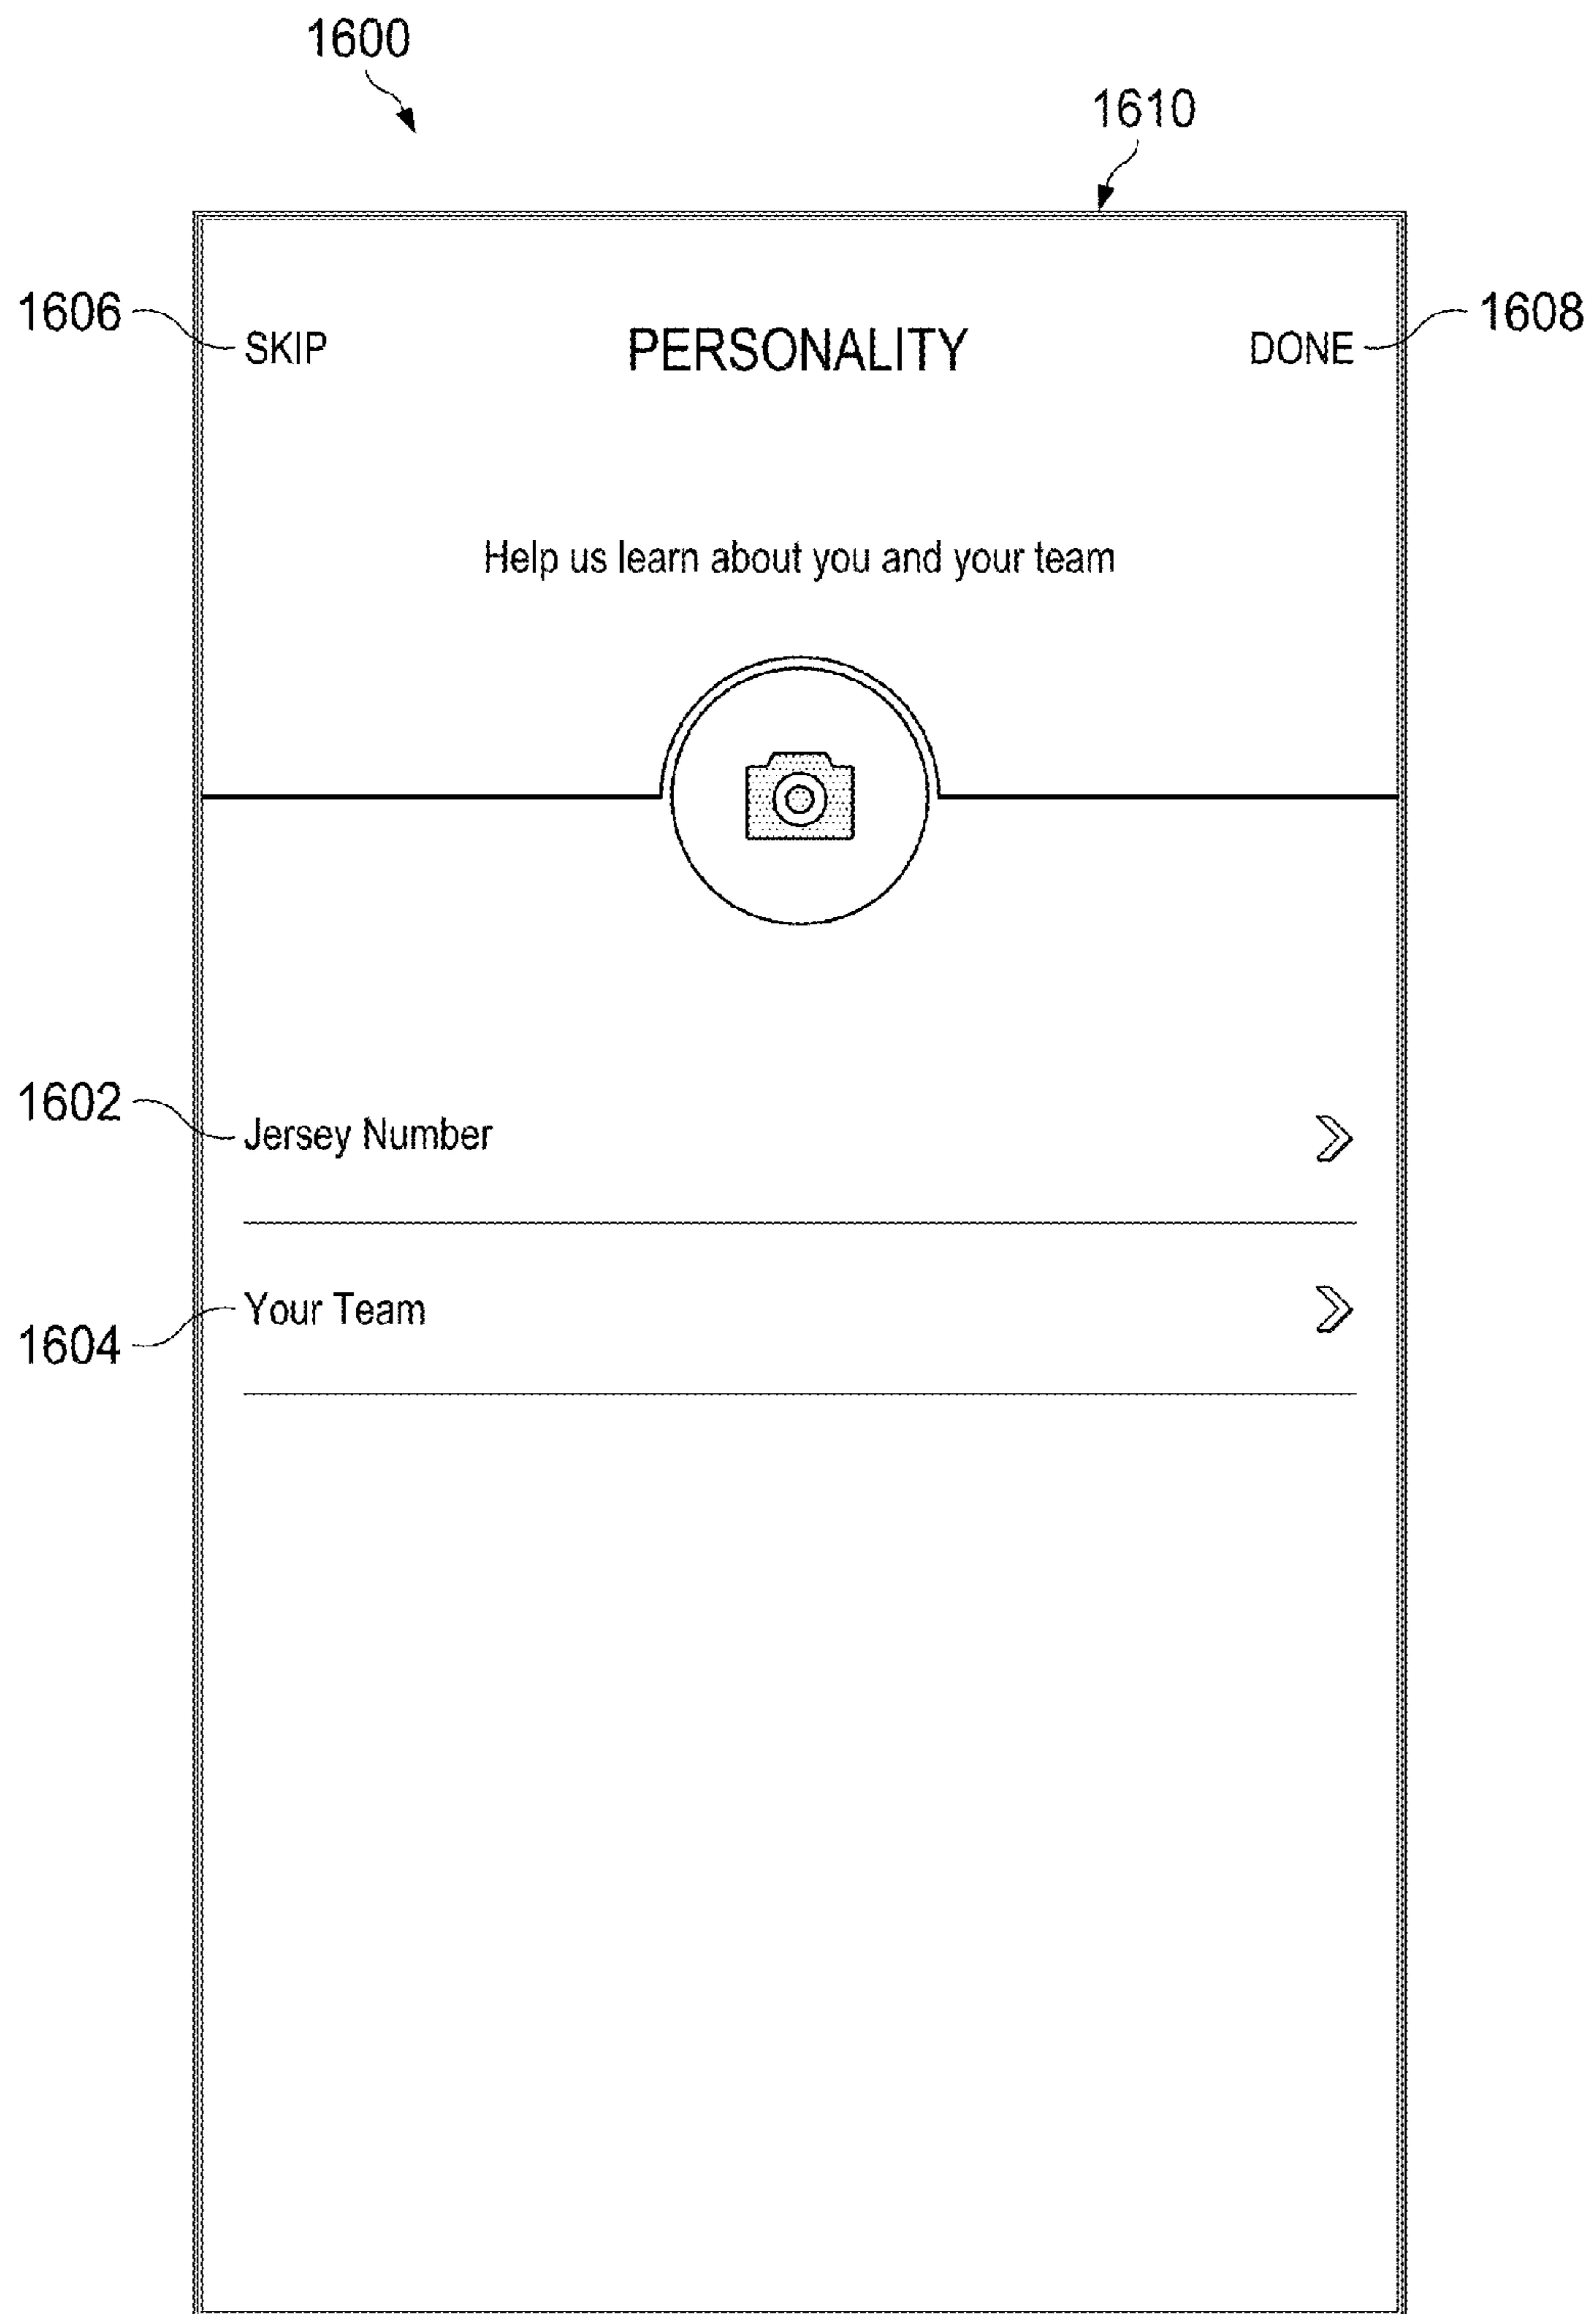 1600
1610
1606
SKIP
PERSONALITY
DONE
1608
Help us learn about you and your team
1602
Jersey Number
1604
Your Team